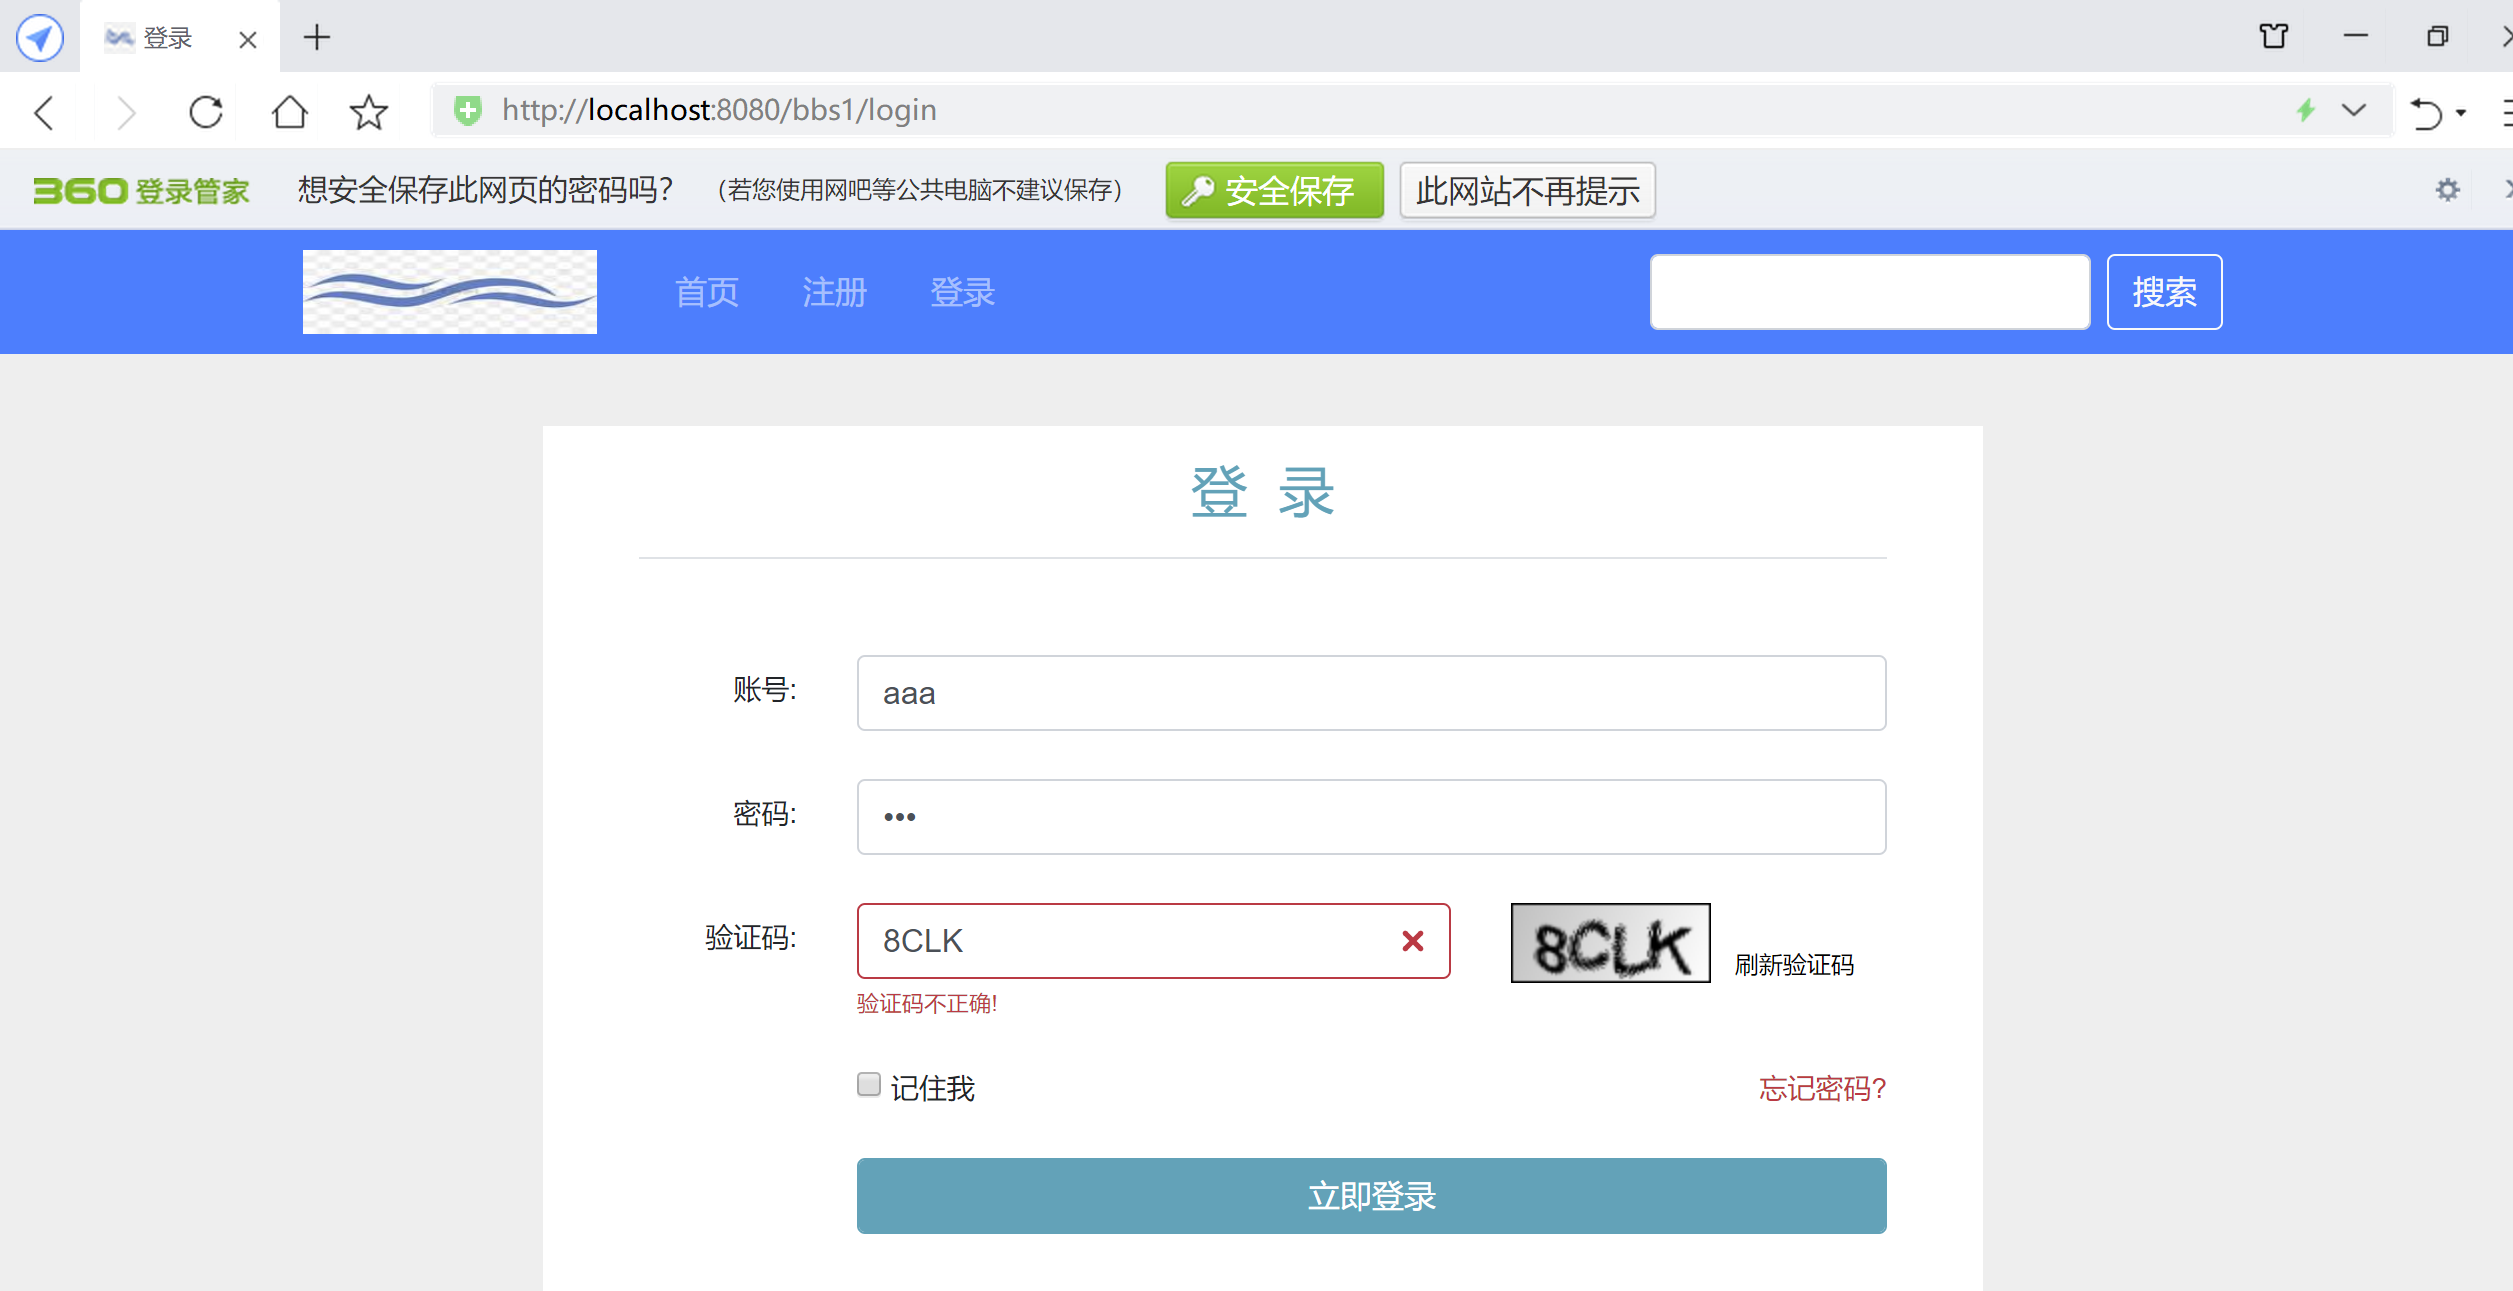 登录
http://localhost:8080/bbs1/login
360登录管家 想安全保存此网页的密码吗? （若您使用网吧等公共电脑不建议保存） 安全保存 此网站不再提示
首页 注册 登录 搜索
登 录
账号: aaa
密码: •••
验证码: 8CLK 8CLK 刷新验证码
验证码不正确!
记住我 忘记密码?
立即登录